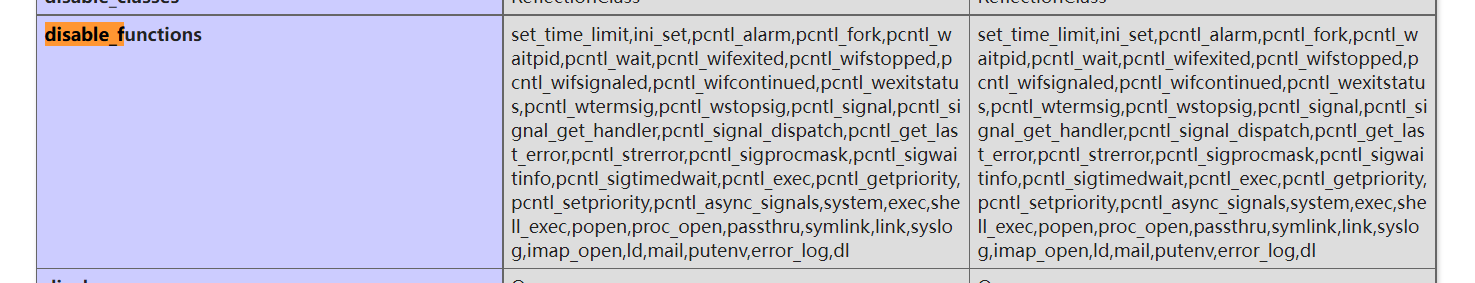 disable_classes
ReflectionClass
ReflectionClass
disable_functions
set_time_limit,ini_set,pcntl_alarm,pcntl_fork,pcntl_w
aitpid,pcntl_wait,pcntl_wifexited,pcntl_wifstopped,p
cntl_wifsignaled,pcntl_wifcontinued,pcntl_wexitstatu
s,pcntl_wtermsig,pcntl_wstopsig,pcntl_signal,pcntl_si
gnal_get_handler,pcntl_signal_dispatch,pcntl_get_las
t_error,pcntl_strerror,pcntl_sigprocmask,pcntl_sigwai
tinfo,pcntl_sigtimedwait,pcntl_exec,pcntl_getpriority,
pcntl_setpriority,pcntl_async_signals,system,exec,she
ll_exec,popen,proc_open,passthru,symlink,link,syslo
g,imap_open,ld,mail,putenv,error_log,dl
set_time_limit,ini_set,pcntl_alarm,pcntl_fork,pcntl_w
aitpid,pcntl_wait,pcntl_wifexited,pcntl_wifstopped,p
cntl_wifsignaled,pcntl_wifcontinued,pcntl_wexitstatu
s,pcntl_wtermsig,pcntl_wstopsig,pcntl_signal,pcntl_si
gnal_get_handler,pcntl_signal_dispatch,pcntl_get_las
t_error,pcntl_strerror,pcntl_sigprocmask,pcntl_sigwai
tinfo,pcntl_sigtimedwait,pcntl_exec,pcntl_getpriority,
pcntl_setpriority,pcntl_async_signals,system,exec,she
ll_exec,popen,proc_open,passthru,symlink,link,syslo
g,imap_open,ld,mail,putenv,error_log,dl